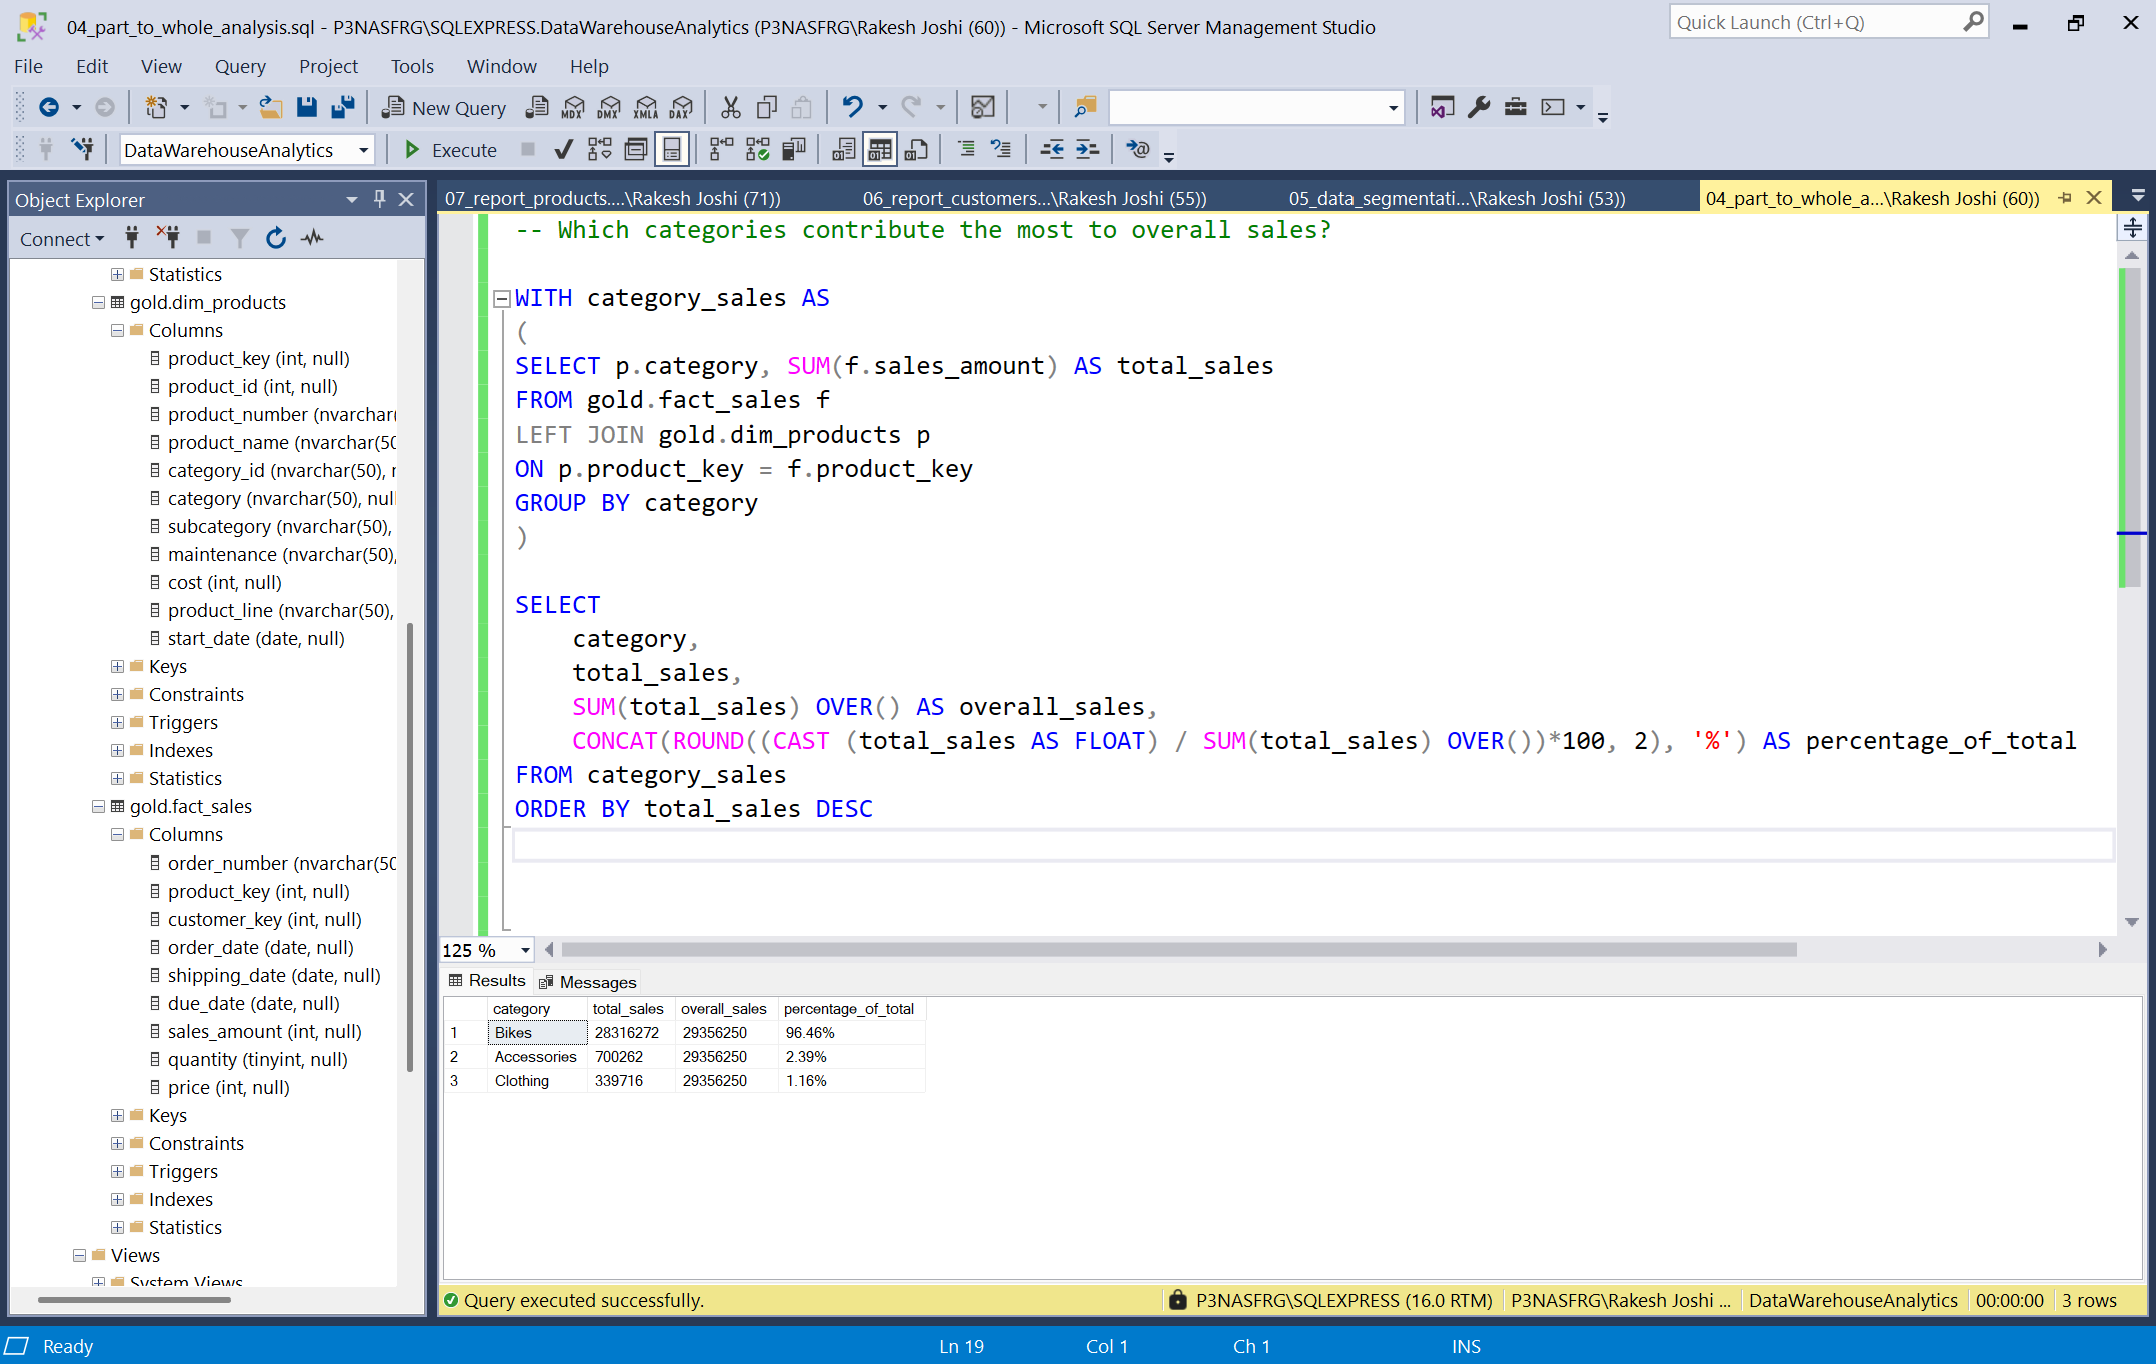 04_part_to_whole_analysis.sql - P3NASFRG\SQLEXPRESS.DataWarehouseAnalytics (P3NASFRG\Rakesh Joshi (60)) - Microsoft SQL Server Management Studio
Quick Launch (Ctrl+Q)
File Edit View Query Project Tools Window Help
New Query MDX DMX XMLA DAX
DataWarehouseAnalytics Execute
Object Explorer
Connect
Statistics
gold.dim_products
Columns
product_key (int, null)
product_id (int, null)
product_number (nvarchar(
product_name (nvarchar(50
category_id (nvarchar(50), r
category (nvarchar(50), null
subcategory (nvarchar(50),
maintenance (nvarchar(50),
cost (int, null)
product_line (nvarchar(50),
start_date (date, null)
Keys
Constraints
Triggers
Indexes
Statistics
gold.fact_sales
Columns
order_number (nvarchar(50
product_key (int, null)
customer_key (int, null)
order_date (date, null)
shipping_date (date, null)
due_date (date, null)
sales_amount (int, null)
quantity (tinyint, null)
price (int, null)
Keys
Constraints
Triggers
Indexes
Statistics
Views
System Views
07_report_products....\Rakesh Joshi (71)) 06_report_customers...\Rakesh Joshi (55)) 05_data_segmentati...\Rakesh Joshi (53)) 04_part_to_whole_a...\Rakesh Joshi (60))
-- Which categories contribute the most to overall sales?
WITH category_sales AS
(
SELECT p.category, SUM(f.sales_amount) AS total_sales
FROM gold.fact_sales f
LEFT JOIN gold.dim_products p
ON p.product_key = f.product_key
GROUP BY category
)
SELECT
category,
total_sales,
SUM(total_sales) OVER() AS overall_sales,
CONCAT(ROUND((CAST (total_sales AS FLOAT) / SUM(total_sales) OVER())*100, 2), '%') AS percentage_of_total
FROM category_sales
ORDER BY total_sales DESC
125 %
Results Messages
category total_sales overall_sales percentage_of_total
1 Bikes 28316272 29356250 96.46%
2 Accessories 700262 29356250 2.39%
3 Clothing 339716 29356250 1.16%
Query executed successfully. P3NASFRG\SQLEXPRESS (16.0 RTM) P3NASFRG\Rakesh Joshi ... DataWarehouseAnalytics 00:00:00 3 rows
Ready Ln 19 Col 1 Ch 1 INS